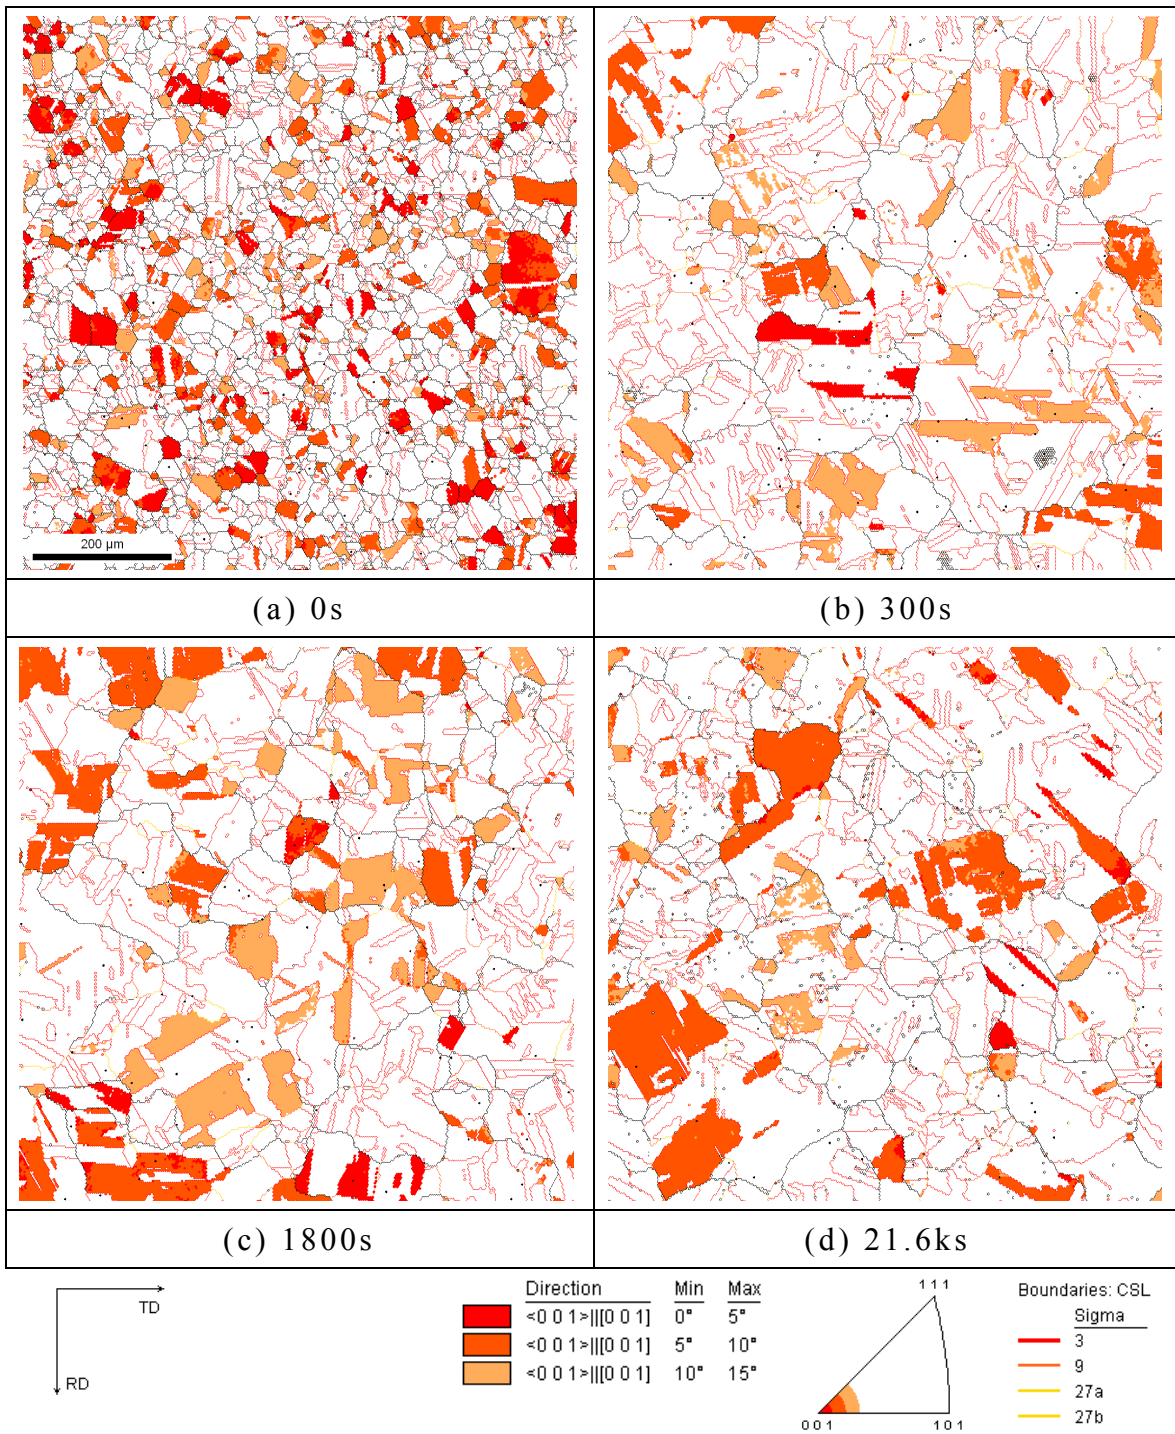 200 μm
(a) 0s
(b) 300s
(c) 1800s
(d) 21.6ks
TD
RD
Direction Min Max
<0 0 1>||[0 0 1] 0° 5°
<0 0 1>||[0 0 1] 5° 10°
<0 0 1>||[0 0 1] 10° 15°
1 1 1
0 0 1
1 0 1
Boundaries: CSL
Sigma
3
9
27a
27b